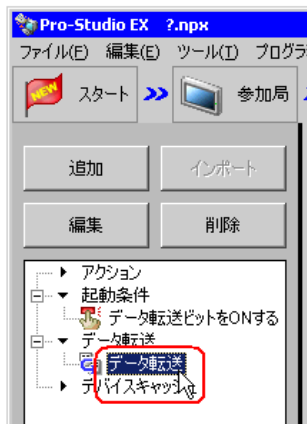 Pro-Studio EX ?.npx
ファイル(F) 編集(E) ツール(T) プログラ
NEW スタート 参加局
追加 インポート
編集 削除
アクション
起動条件
データ転送ビットをONする
データ転送
データ転送
デバイスキャッシュ